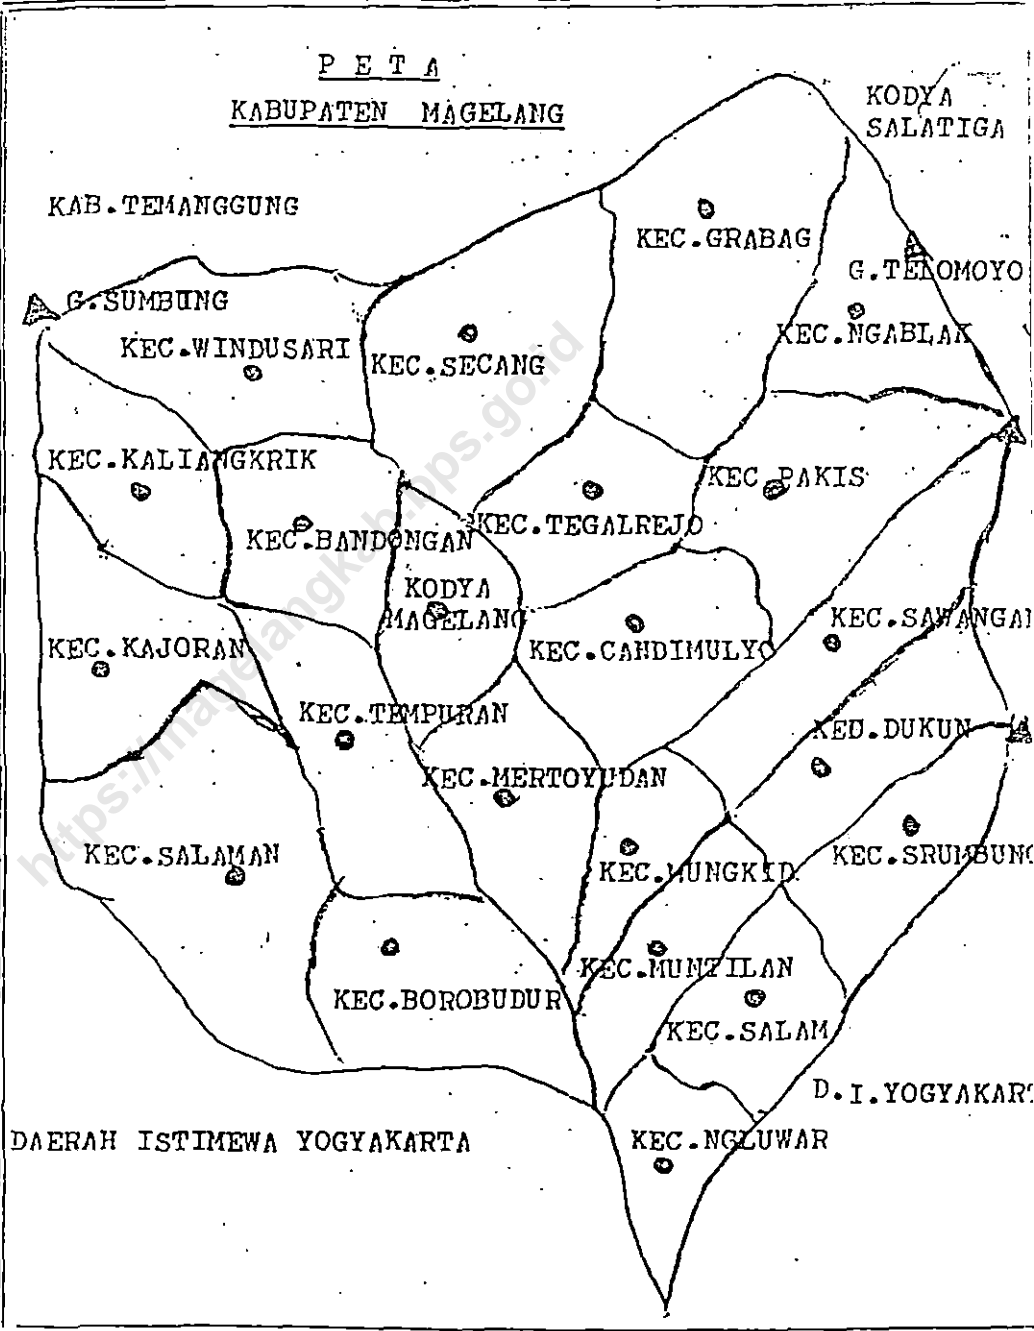 P E T A
KABUPATEN MAGELANG
KODYA
SALATIGA
KAB.TEMANGGUNG
KEC.GRABAG
G.TELOMOYO
G.SUMBUNG
KEC.NGABLAK
KEC.WINDUSARI
KEC.SECANG
KEC.KALIANGKRIK
KEC.PAKIS
KEC.TEGALREJO
KEC.BANDONGAN
KODYA
MAGELANG
KEC.SAWANGAN
KEC.KAJORAN
KEC.CANDIMULYO
KEC.TEMPURAN
KED.DUKUN
KEC.MERTOYUDAN
KEC.SALAMAN
KEC.SRUMBUNG
KEC.MUNGKID
KEC.MUNTILAN
KEC.BOROBUDUR
KEC.SALAM
D.I.YOGYAKART
DAERAH ISTIMEWA YOGYAKARTA
KEC.NGLUWAR
https://magelangkab.bps.go.id